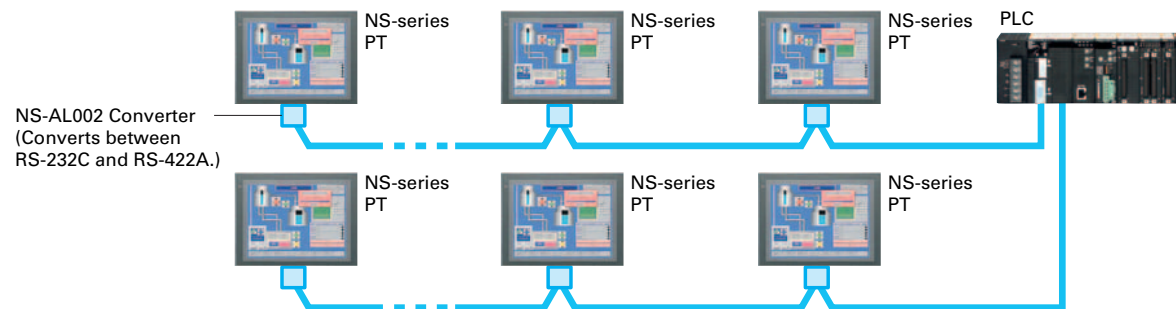 NS-series
PT
NS-series
PT
NS-series
PT
PLC
NS-AL002 Converter
(Converts between
RS-232C and RS-422A.)
NS-series
PT
NS-series
PT
NS-series
PT